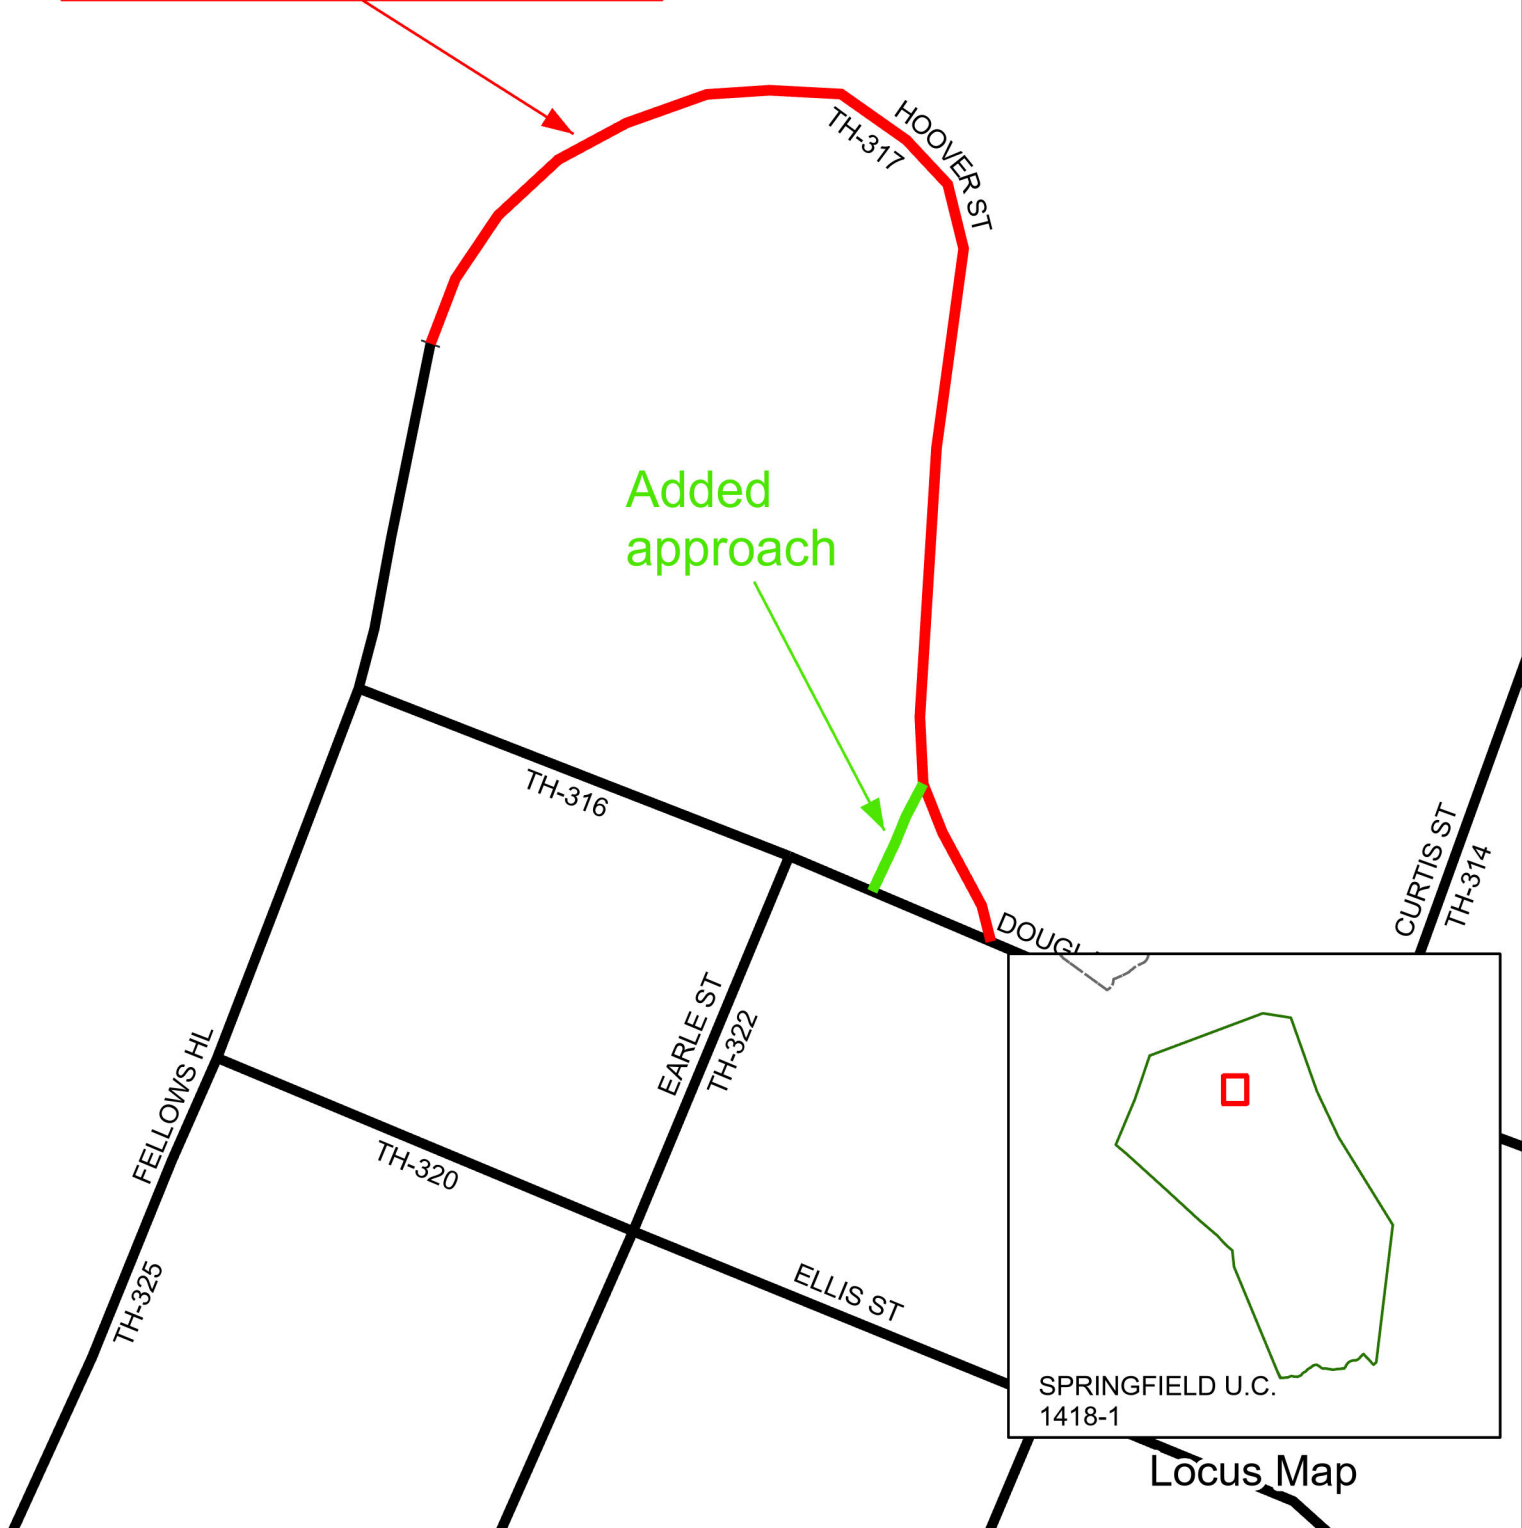 HOOVER ST
TH-317
Added
approach
TH-316
CURTIS ST
TH-314
EARLE ST
TH-322
FELLOWS HL
TH-320
TH-325
ELLIS ST
SPRINGFIELD U.C.
1418-1
Locus Map